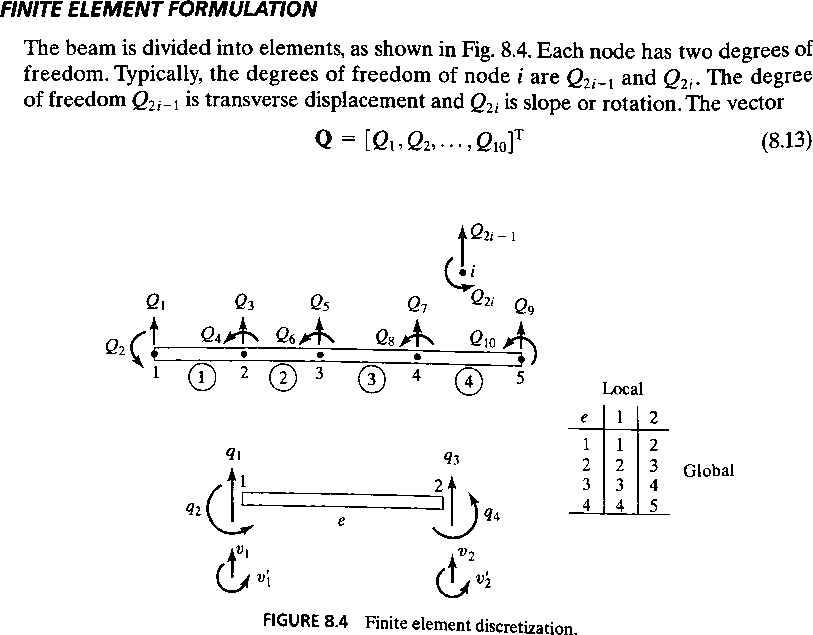 FINITE ELEMENT FORMULATION
The beam is divided into elements, as shown in Fig. 8.4. Each node has two degrees of
freedom. Typically, the degrees of freedom of node i are Q₂ᵢ₋₁ and Q₂ᵢ. The degree
of freedom Q₂ᵢ₋₁ is transverse displacement and Q₂ᵢ is slope or rotation. The vector
Q = [Q₁, Q₂, . . . , Q₁₀]ᵀ (8.13)
Q₂ᵢ₋₁
i
Q₂ᵢ
Q₁ Q₃ Q₅ Q₇ Q₉
Q₂ Q₄ Q₆ Q₈ Q₁₀
1 ① 2 ② 3 ③ 4 ④ 5
Local
e 1 2
1 1 2
2 2 3
3 3 4
4 4 5
Global
q₁ q₃
1 2
q₂ e q₄
v₁ v₂
v′₁ v′₂
FIGURE 8.4 Finite element discretization.